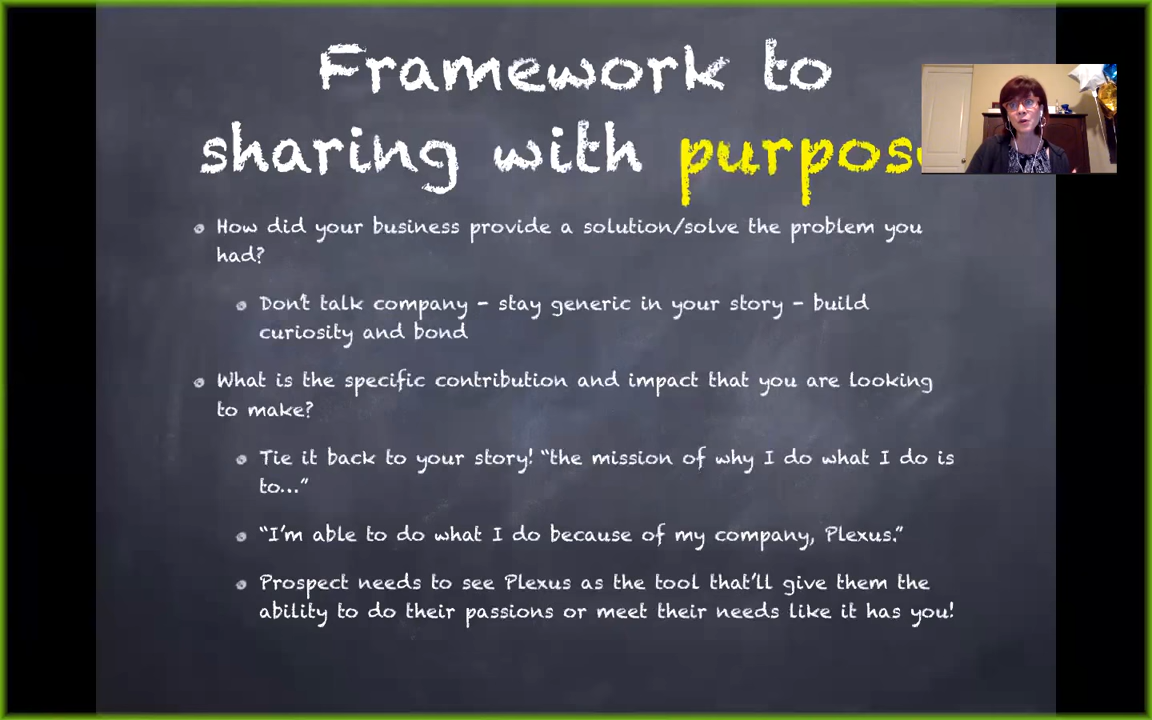 Framework to
sharing with purpos
How did your business provide a solution/solve the problem you
had?
Don't talk company - stay generic in your story - build
curiosity and bond
What is the specific contribution and impact that you are looking
to make?
Tie it back to your story! "the mission of why I do what I do is
to..."
"I'm able to do what I do because of my company, Plexus."
Prospect needs to see Plexus as the tool that'll give them the
ability to do their passions or meet their needs like it has you!